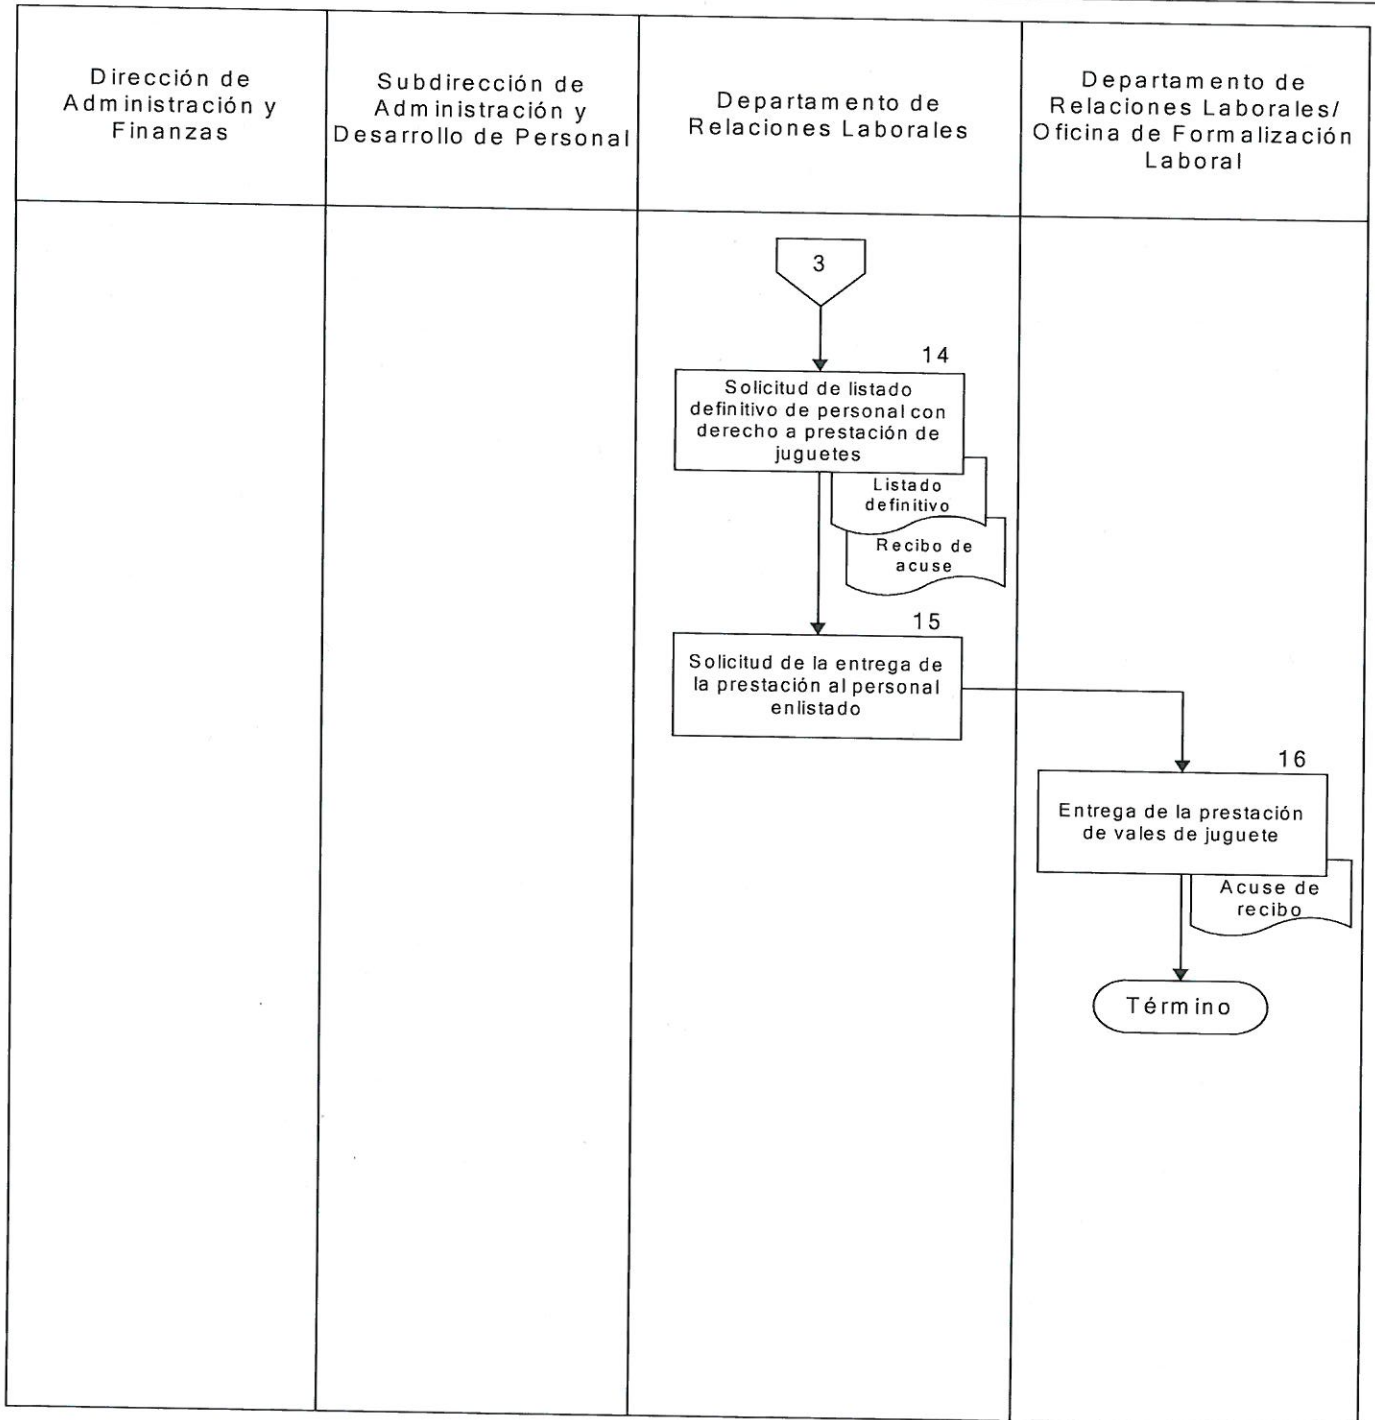 Dirección de
Administración y
Finanzas
Subdirección de
Administración y
Desarrollo de Personal
Departamento de
Relaciones Laborales
Departamento de
Relaciones Laborales/
Oficina de Formalización
Laboral
3
14
Solicitud de listado
definitivo de personal con
derecho a prestación de
juguetes
Listado
definitivo
Recibo de
acuse
15
Solicitud de la entrega de
la prestación al personal
enlistado
16
Entrega de la prestación
de vales de juguete
Acuse de
recibo
Término